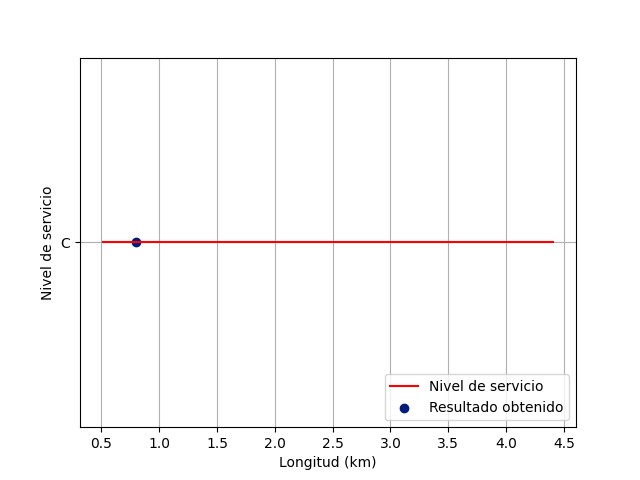 Nivel de servicio
C
0.5 1.0 1.5 2.0 2.5 3.0 3.5 4.0 4.5
Longitud (km)
Nivel de servicio
Resultado obtenido